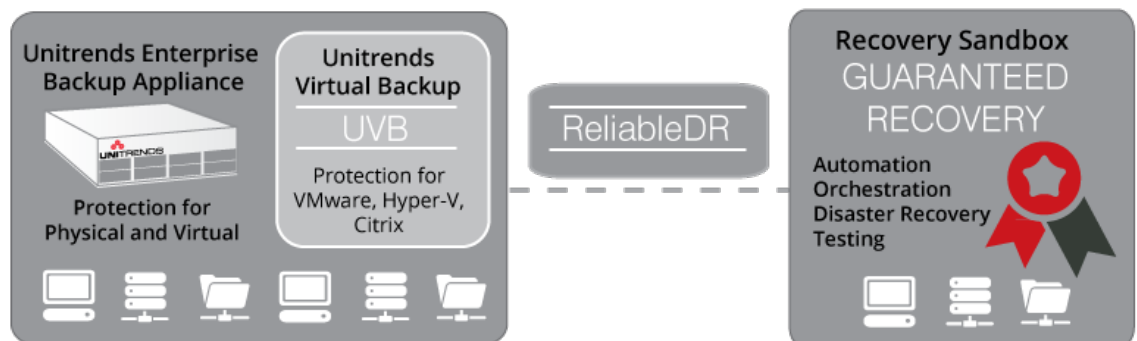 Unitrends Enterprise
Backup Appliance
UNITRENDS
Protection for
Physical and Virtual
Unitrends
Virtual Backup
UVB
Protection for
VMware, Hyper-V,
Citrix
ReliableDR
Recovery Sandbox
GUARANTEED
RECOVERY
Automation
Orchestration
Disaster Recovery
Testing